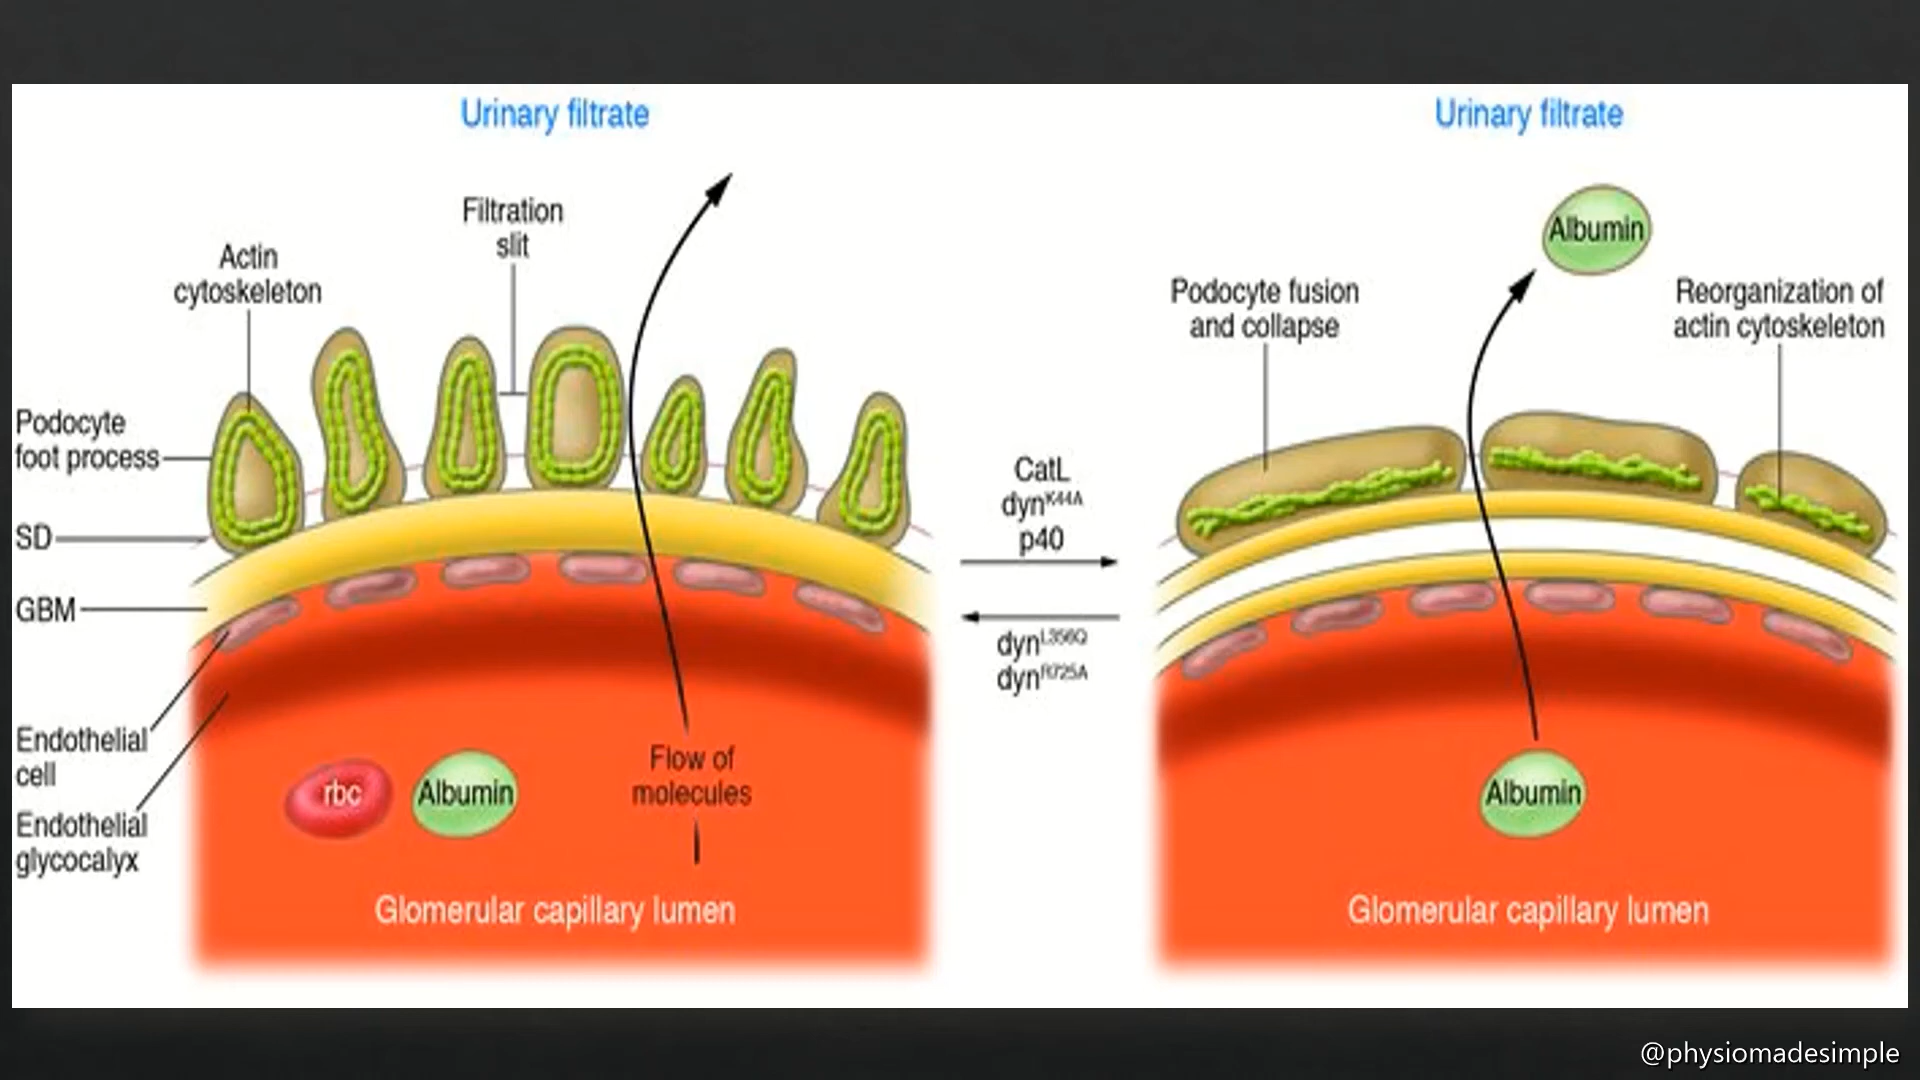 Urinary filtrate
Filtration
slit
Actin
cytoskeleton
Podocyte
foot process
SD
GBM
Endothelial
cell
Endothelial
glycocalyx
rbc
Albumin
Flow of
molecules
Glomerular capillary lumen
CatL
dynK44A
p40
dynL356Q
dynR725A
Urinary filtrate
Albumin
Podocyte fusion
and collapse
Reorganization of
actin cytoskeleton
Albumin
Glomerular capillary lumen
@physiomadesimple